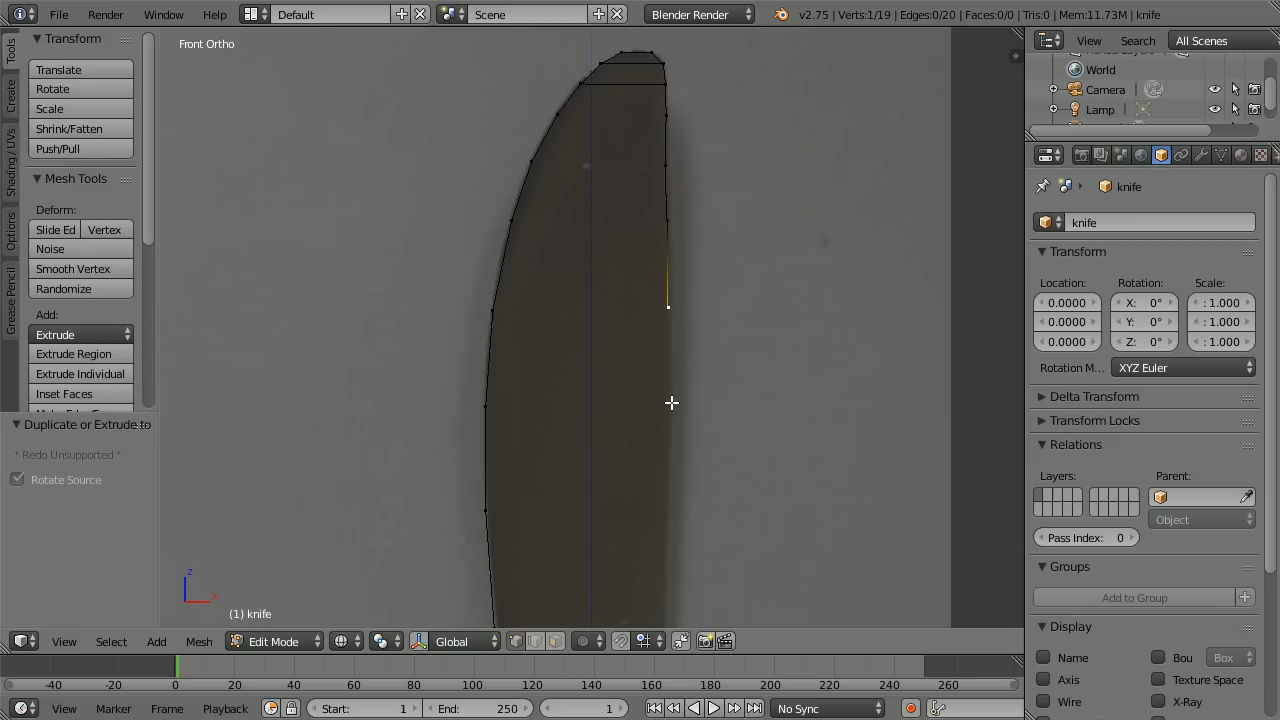 File Render Window Help Default Scene Blender Render v2.75 | Verts:1/19 | Edges:0/20 | Faces:0/0 | Tris:0 | Mem:11.73M | knife
Tools
Create
Shading / UVs
Options
Grease Pencil
Transform
Translate
Rotate
Scale
Shrink/Fatten
Push/Pull
Mesh Tools
Deform:
Slide Ed Vertex
Noise
Smooth Vertex
Randomize
Add:
Extrude
Extrude Region
Extrude Individual
Inset Faces
Duplicate or Extrude to
* Redo Unsupported *
Rotate Source
Front Ortho
z
x
(1) knife
View Select Add Mesh Edit Mode Global
-40 -20 0 20 40 60 80 100 120 140 160 180 200 220 240 260
View Marker Frame Playback Start: 1 End: 250 1 No Sync
View Search All Scenes
World
Camera
Lamp
knife
knife
Transform
Location: Rotation: Scale:
0.0000 X: 0° : 1.000
0.0000 Y: 0° : 1.000
0.0000 Z: 0° : 1.000
Rotation M... XYZ Euler
Delta Transform
Transform Locks
Relations
Layers: Parent:
Object
Pass Index: 0
Groups
Add to Group
Display
Name Bou Box
Axis Texture Space
Wire X-Ray